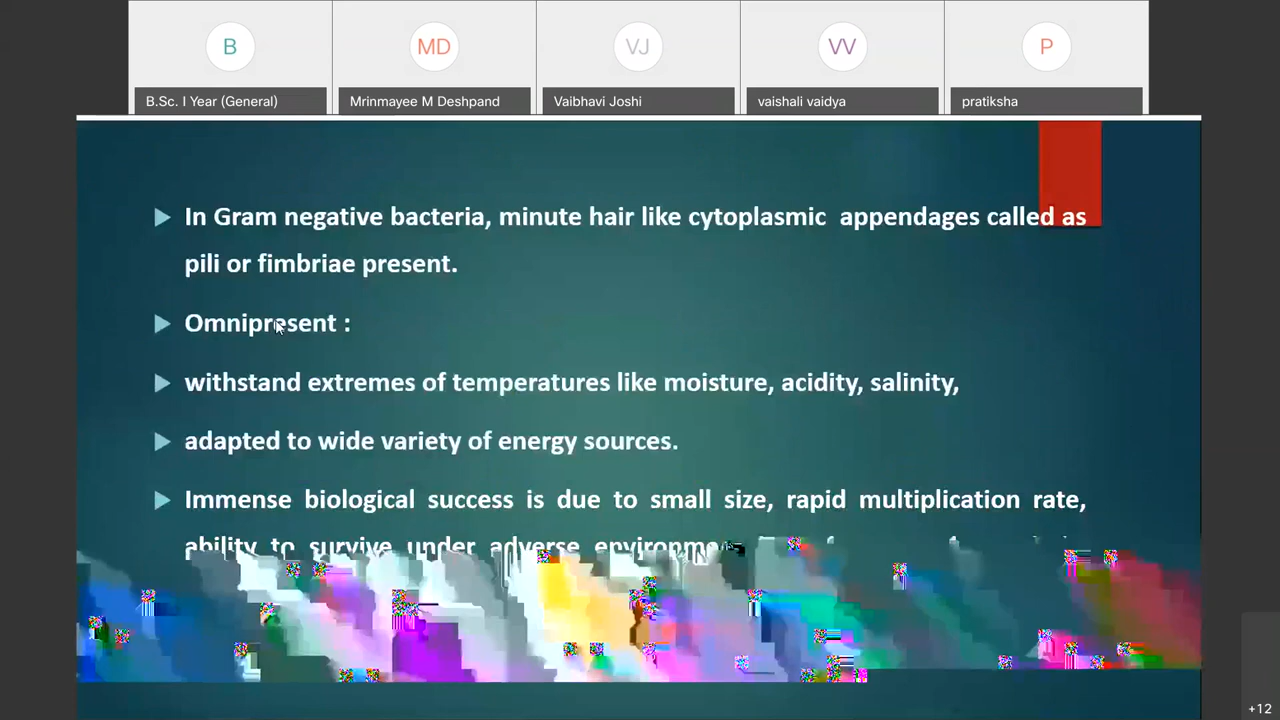 B MD VJ VV P
B.Sc. I Year (General) Mrinmayee M Deshpand Vaibhavi Joshi vaishali vaidya pratiksha
In Gram negative bacteria, minute hair like cytoplasmic appendages called as
pili or fimbriae present.
Omnipresent :
withstand extremes of temperatures like moisture, acidity, salinity,
adapted to wide variety of energy sources.
Immense biological success is due to small size, rapid multiplication rate,
ability to survive under adverse
+12